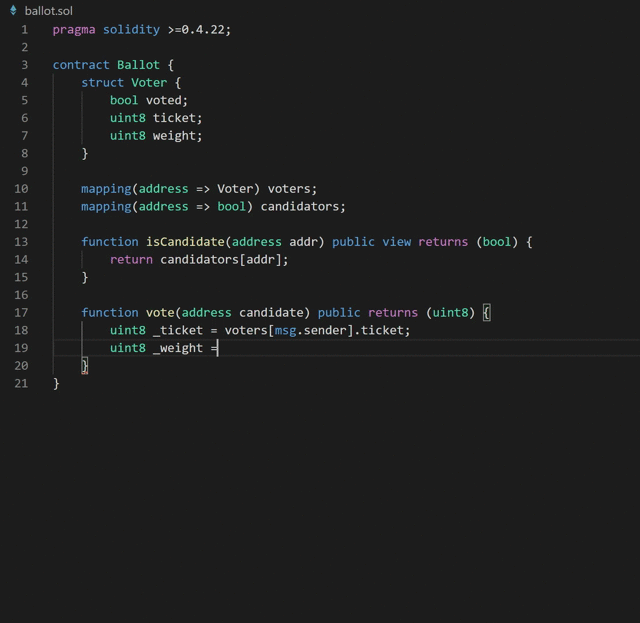 ballot.sol
1 pragma solidity >=0.4.22;
2
3 contract Ballot {
4     struct Voter {
5         bool voted;
6         uint8 ticket;
7         uint8 weight;
8     }
9
10     mapping(address => Voter) voters;
11     mapping(address => bool) candidators;
12
13     function isCandidate(address addr) public view returns (bool) {
14         return candidators[addr];
15     }
16
17     function vote(address candidate) public returns (uint8) {
18         uint8 _ticket = voters[msg.sender].ticket;
19         uint8 _weight =
20     }
21 }